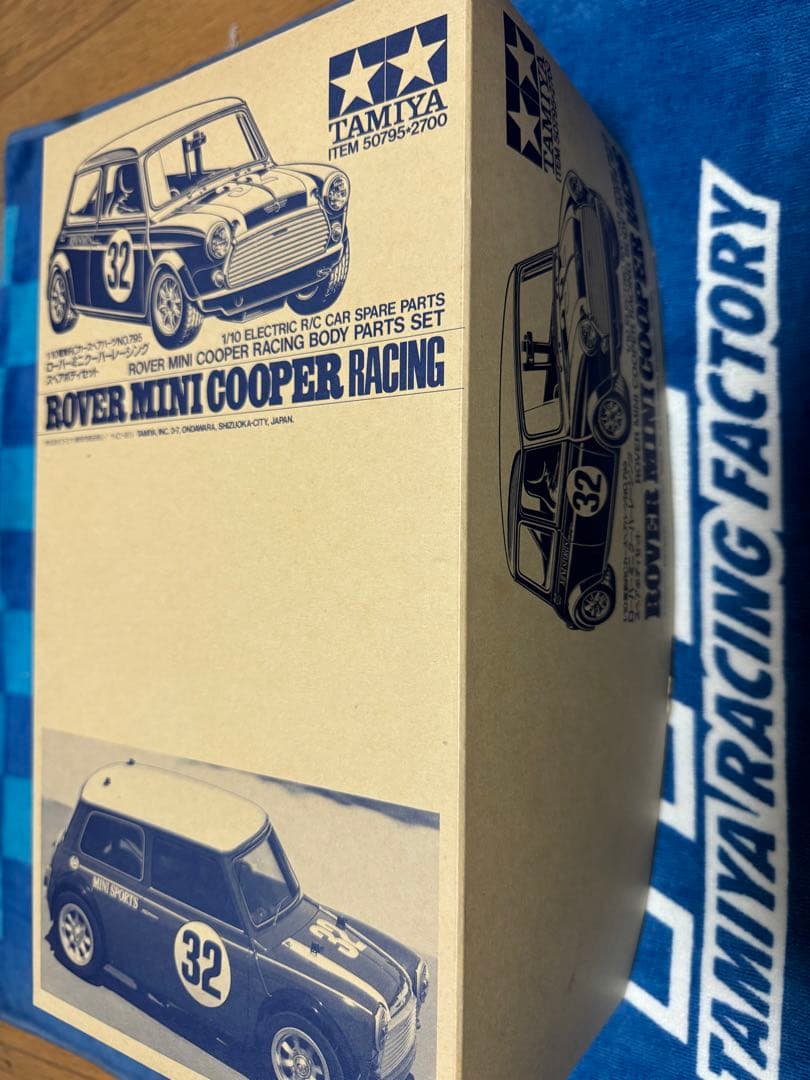 TAMIYA
ITEM 50795★2700
32
1/10 ELECTRIC R/C CAR SPARE PARTS
ROVER MINI COOPER RACING BODY PARTS SET
1/10電動RCカースペアパーツNO.795
ローバーミニクーパーレーシング
スペアボディセット
ROVER MINI COOPER RACING
TAMIYA, INC. 3-7, ONDAWARA, SHIZUOKA-CITY, JAPAN.
MINI SPORTS
32
32
TAMIYA
ITEM 50795★2700
32
ROVER MINI COOPER
TAMIYA RACING FACTORY